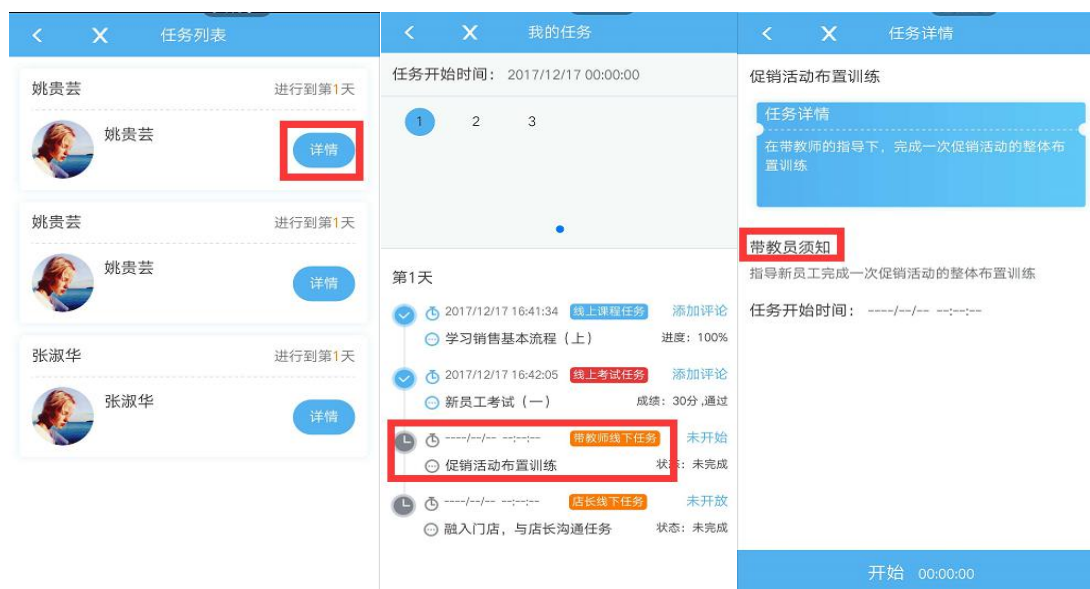 任务列表
姚贵芸 进行到第1天
姚贵芸
详情
姚贵芸 进行到第1天
姚贵芸
详情
张淑华 进行到第1天
张淑华
详情
我的任务
任务开始时间: 2017/12/17 00:00:00
1 2 3
第1天
2017/12/17 16:41:34 线上课程任务 添加评论
学习销售基本流程（上） 进度: 100%
2017/12/17 16:42:05 线上考试任务 添加评论
新员工考试（一） 成绩: 30分 ,通过
----/--/-- --:--:-- 带教师线下任务 未开始
促销活动布置训练 状态: 未完成
----/--/-- --:--:-- 店长线下任务 未开放
融入门店，与店长沟通任务 状态: 未完成
任务详情
促销活动布置训练
任务详情
在带教师的指导下，完成一次促销活动的整体布
置训练
带教员须知
指导新员工完成一次促销活动的整体布置训练
任务开始时间: ----/--/-- --:--:--
开始 00:00:00